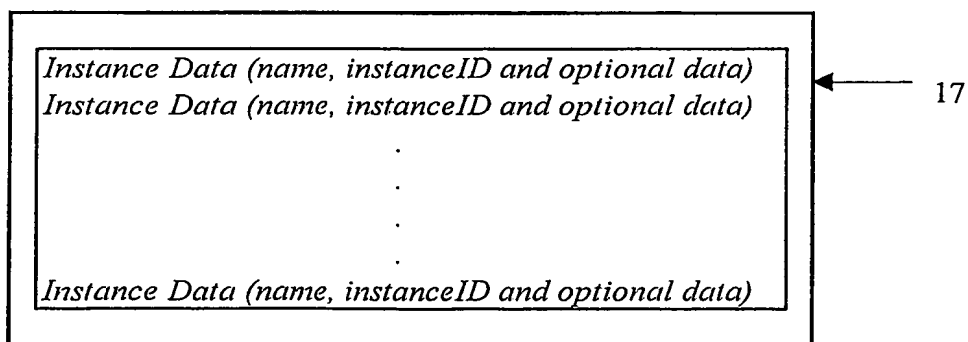 Instance Data (name, instanceID and optional data)
17
Instance Data (name, instanceID and optional data)
.
.
.
.
Instance Data (name, instanceID and optional data)